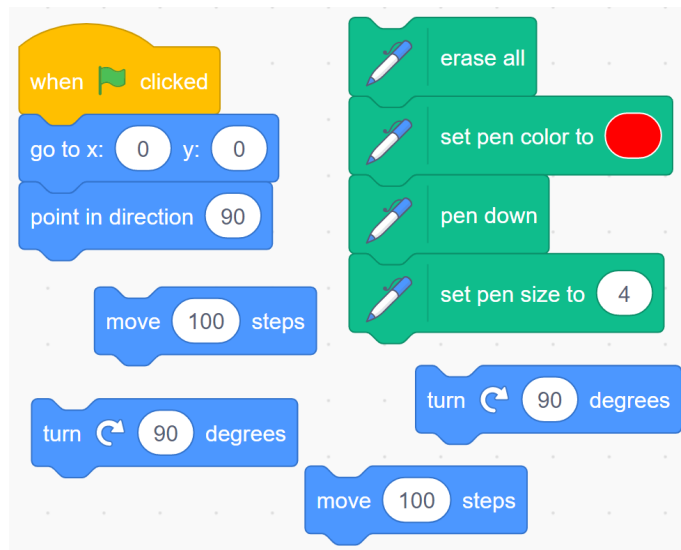 when clicked
go to x: 0 y: 0
point in direction 90
erase all
set pen color to
pen down
set pen size to 4
move 100 steps
turn 90 degrees
turn 90 degrees
move 100 steps